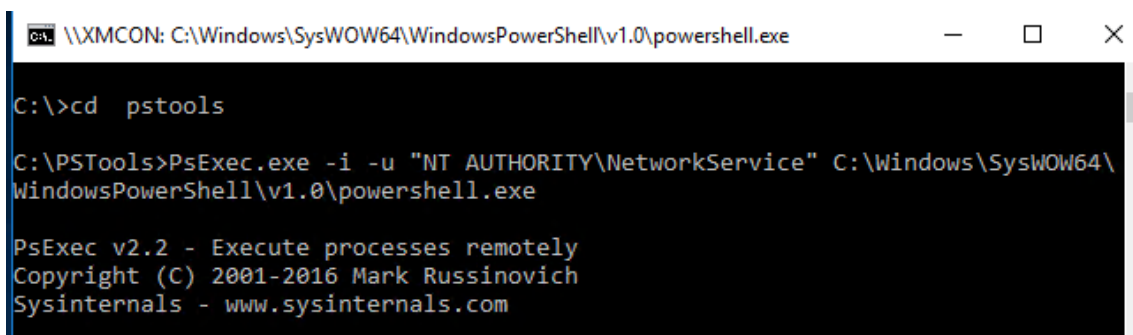 \\XMCON: C:\Windows\SysWOW64\WindowsPowerShell\v1.0\powershell.exe
C:\>cd  pstools
C:\PSTools>PsExec.exe -i -u "NT AUTHORITY\NetworkService" C:\Windows\SysWOW64\
WindowsPowerShell\v1.0\powershell.exe
PsExec v2.2 - Execute processes remotely
Copyright (C) 2001-2016 Mark Russinovich
Sysinternals - www.sysinternals.com